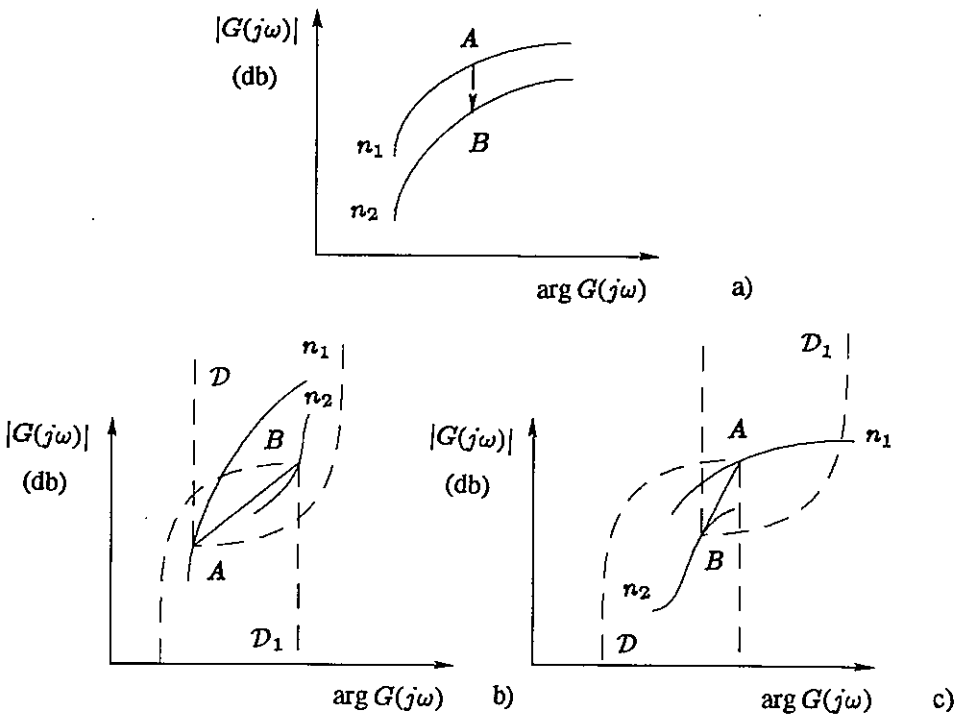 |G(jω)|
(db)
A
B
n₁
n₂
arg G(jω)
a)
n₁
𝒟
n₂
|G(jω)|
(db)
B
A
𝒟₁
arg G(jω)
b)
𝒟₁
|G(jω)|
(db)
A
n₁
B
n₂
𝒟
arg G(jω)
c)